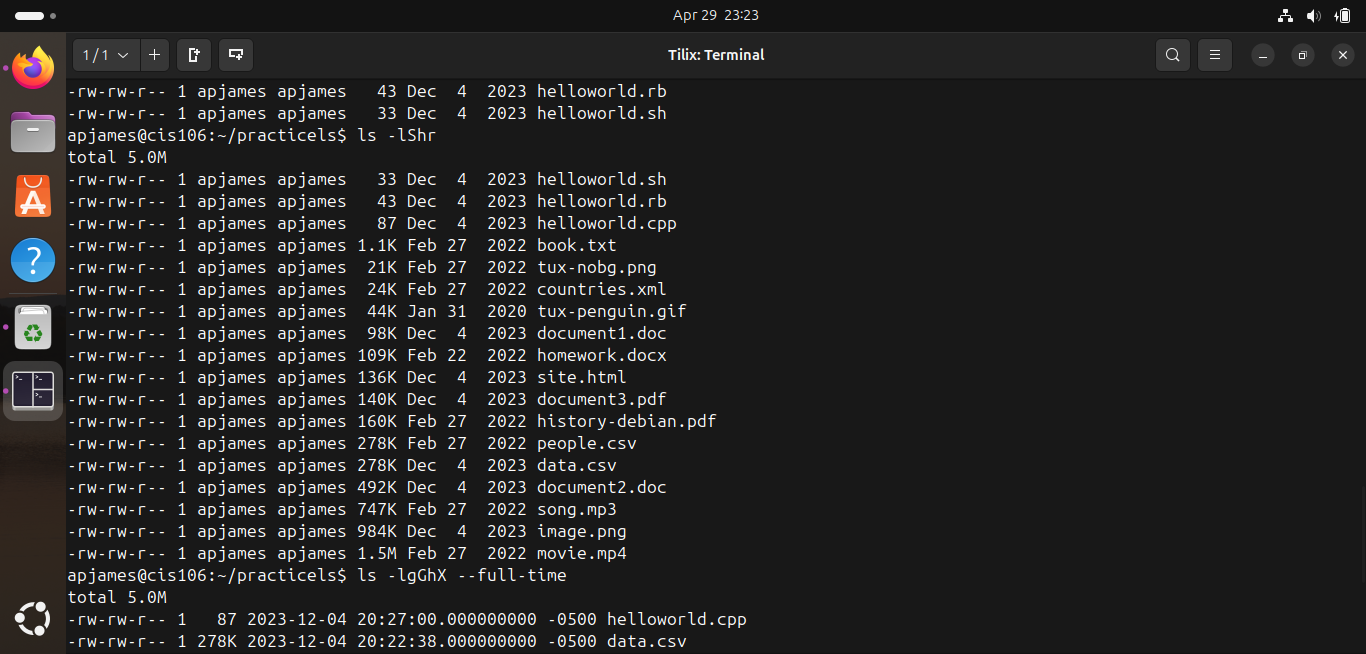 Apr 29 23:23
1 / 1
Tilix: Terminal
-rw-rw-r-- 1 apjames apjames   43 Dec  4  2023 helloworld.rb
-rw-rw-r-- 1 apjames apjames   33 Dec  4  2023 helloworld.sh
apjames@cis106:~/practicels$ ls -lShr
total 5.0M
-rw-rw-r-- 1 apjames apjames   33 Dec  4  2023 helloworld.sh
-rw-rw-r-- 1 apjames apjames   43 Dec  4  2023 helloworld.rb
-rw-rw-r-- 1 apjames apjames   87 Dec  4  2023 helloworld.cpp
-rw-rw-r-- 1 apjames apjames 1.1K Feb 27  2022 book.txt
-rw-rw-r-- 1 apjames apjames  21K Feb 27  2022 tux-nobg.png
-rw-rw-r-- 1 apjames apjames  24K Feb 27  2022 countries.xml
-rw-rw-r-- 1 apjames apjames  44K Jan 31  2020 tux-penguin.gif
-rw-rw-r-- 1 apjames apjames  98K Dec  4  2023 document1.doc
-rw-rw-r-- 1 apjames apjames 109K Feb 22  2022 homework.docx
-rw-rw-r-- 1 apjames apjames 136K Dec  4  2023 site.html
-rw-rw-r-- 1 apjames apjames 140K Dec  4  2023 document3.pdf
-rw-rw-r-- 1 apjames apjames 160K Feb 27  2022 history-debian.pdf
-rw-rw-r-- 1 apjames apjames 278K Feb 27  2022 people.csv
-rw-rw-r-- 1 apjames apjames 278K Dec  4  2023 data.csv
-rw-rw-r-- 1 apjames apjames 492K Dec  4  2023 document2.doc
-rw-rw-r-- 1 apjames apjames 747K Feb 27  2022 song.mp3
-rw-rw-r-- 1 apjames apjames 984K Dec  4  2023 image.png
-rw-rw-r-- 1 apjames apjames 1.5M Feb 27  2022 movie.mp4
apjames@cis106:~/practicels$ ls -lgGhX --full-time
total 5.0M
-rw-rw-r-- 1   87 2023-12-04 20:27:00.000000000 -0500 helloworld.cpp
-rw-rw-r-- 1 278K 2023-12-04 20:22:38.000000000 -0500 data.csv